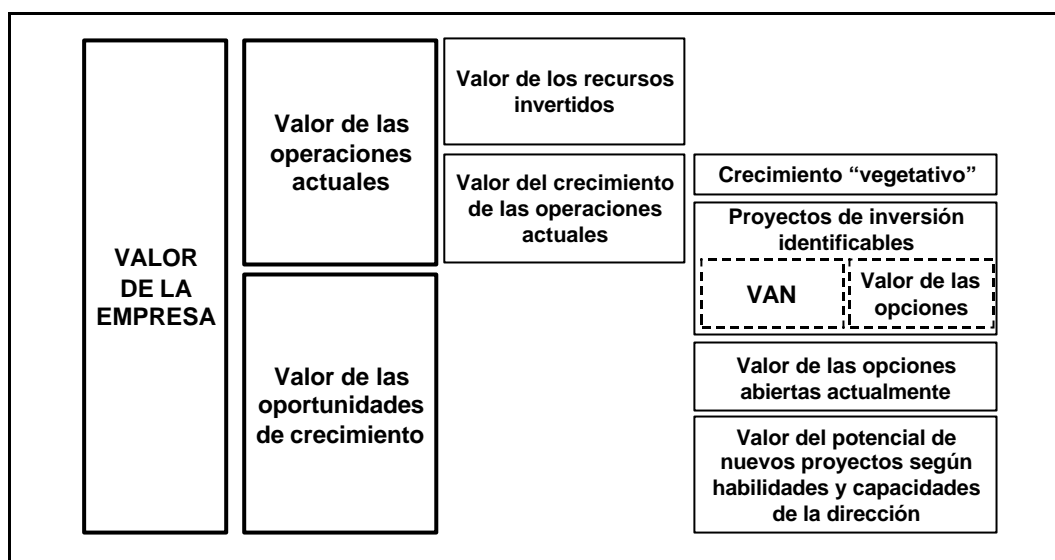 VALOR
DE LA
EMPRESA
Valor de las
operaciones
actuales
Valor de las
oportunidades
de crecimiento
Valor de los recursos
invertidos
Valor del crecimiento
de las operaciones
actuales
Crecimiento “vegetativo”
Proyectos de inversión
identificables
VAN
Valor de las
opciones
Valor de las opciones
abiertas actualmente
Valor del potencial de
nuevos proyectos según
habilidades y capacidades
de la dirección